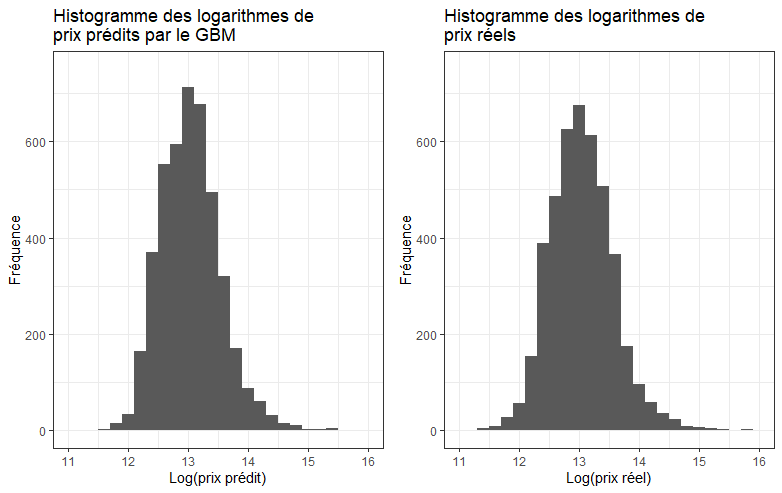 Histogramme des logarithmes de
prix prédits par le GBM
Fréquence
600
400
200
0
11 12 13 14 15 16
Log(prix prédit)
Histogramme des logarithmes de
prix réels
Fréquence
600
400
200
0
11 12 13 14 15 16
Log(prix réel)